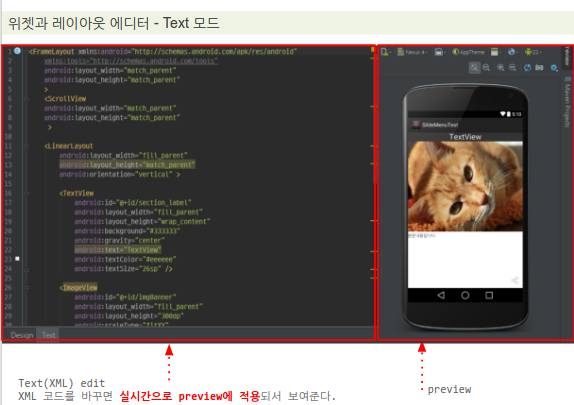 위젯과 레이아웃 에디터 - Text 모드
Nexus 4
AppTheme
1 <FrameLayout xmlns:android="http://schemas.android.com/apk/res/android"
2 xmlns:tools="http://schemas.android.com/tools"
3 android:layout_width="match_parent"
4 android:layout_height="match_parent"
5 >
6 <ScrollView
7 android:layout_width="match_parent"
8 android:layout_height="match_parent"
9 >
10
11 <LinearLayout
12 android:layout_width="fill_parent"
13 android:layout_height="match_parent"
14 android:orientation="vertical" >
15
16 <TextView
17 android:id="@+id/section_label"
18 android:layout_width="fill_parent"
19 android:layout_height="wrap_content"
20 android:background="#333333"
21 android:gravity="center"
22 android:text="TextView"
23 android:textColor="#eeeeee"
24 android:textSize="26sp" />
25
26 <ImageView
27 android:id="@+id/imgBanner"
28 android:layout_width="fill_parent"
29 android:layout_height="300dp"
30 android:scaleType="fitXY"
Design Text
5:10
SlideMenuTest
TextView
Maven Projects
Text(XML) edit
XML 코드를 바꾸면 실시간으로 preview에 적용되서 보여준다.
preview